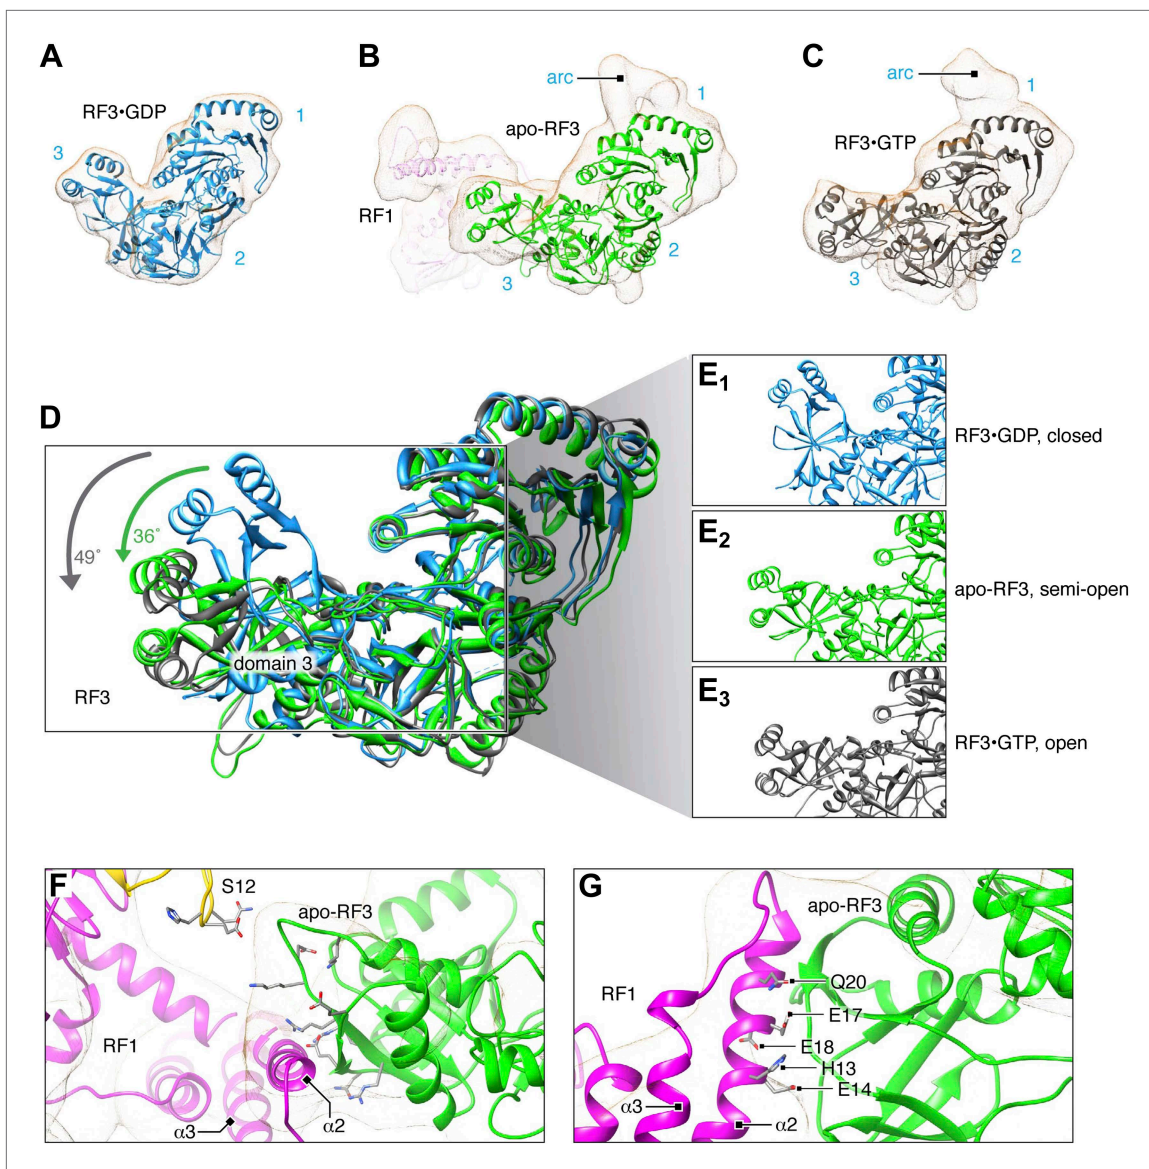 A
RF3•GDP
1
3
2
B
arc
1
apo-RF3
RF1
2
3
C
arc
1
RF3•GTP
2
3
D
49°
36°
domain 3
RF3
E1
RF3•GDP, closed
E2
apo-RF3, semi-open
E3
RF3•GTP, open
F
S12
apo-RF3
RF1
α3
α2
G
apo-RF3
RF1
Q20
E17
E18
H13
E14
α3
α2